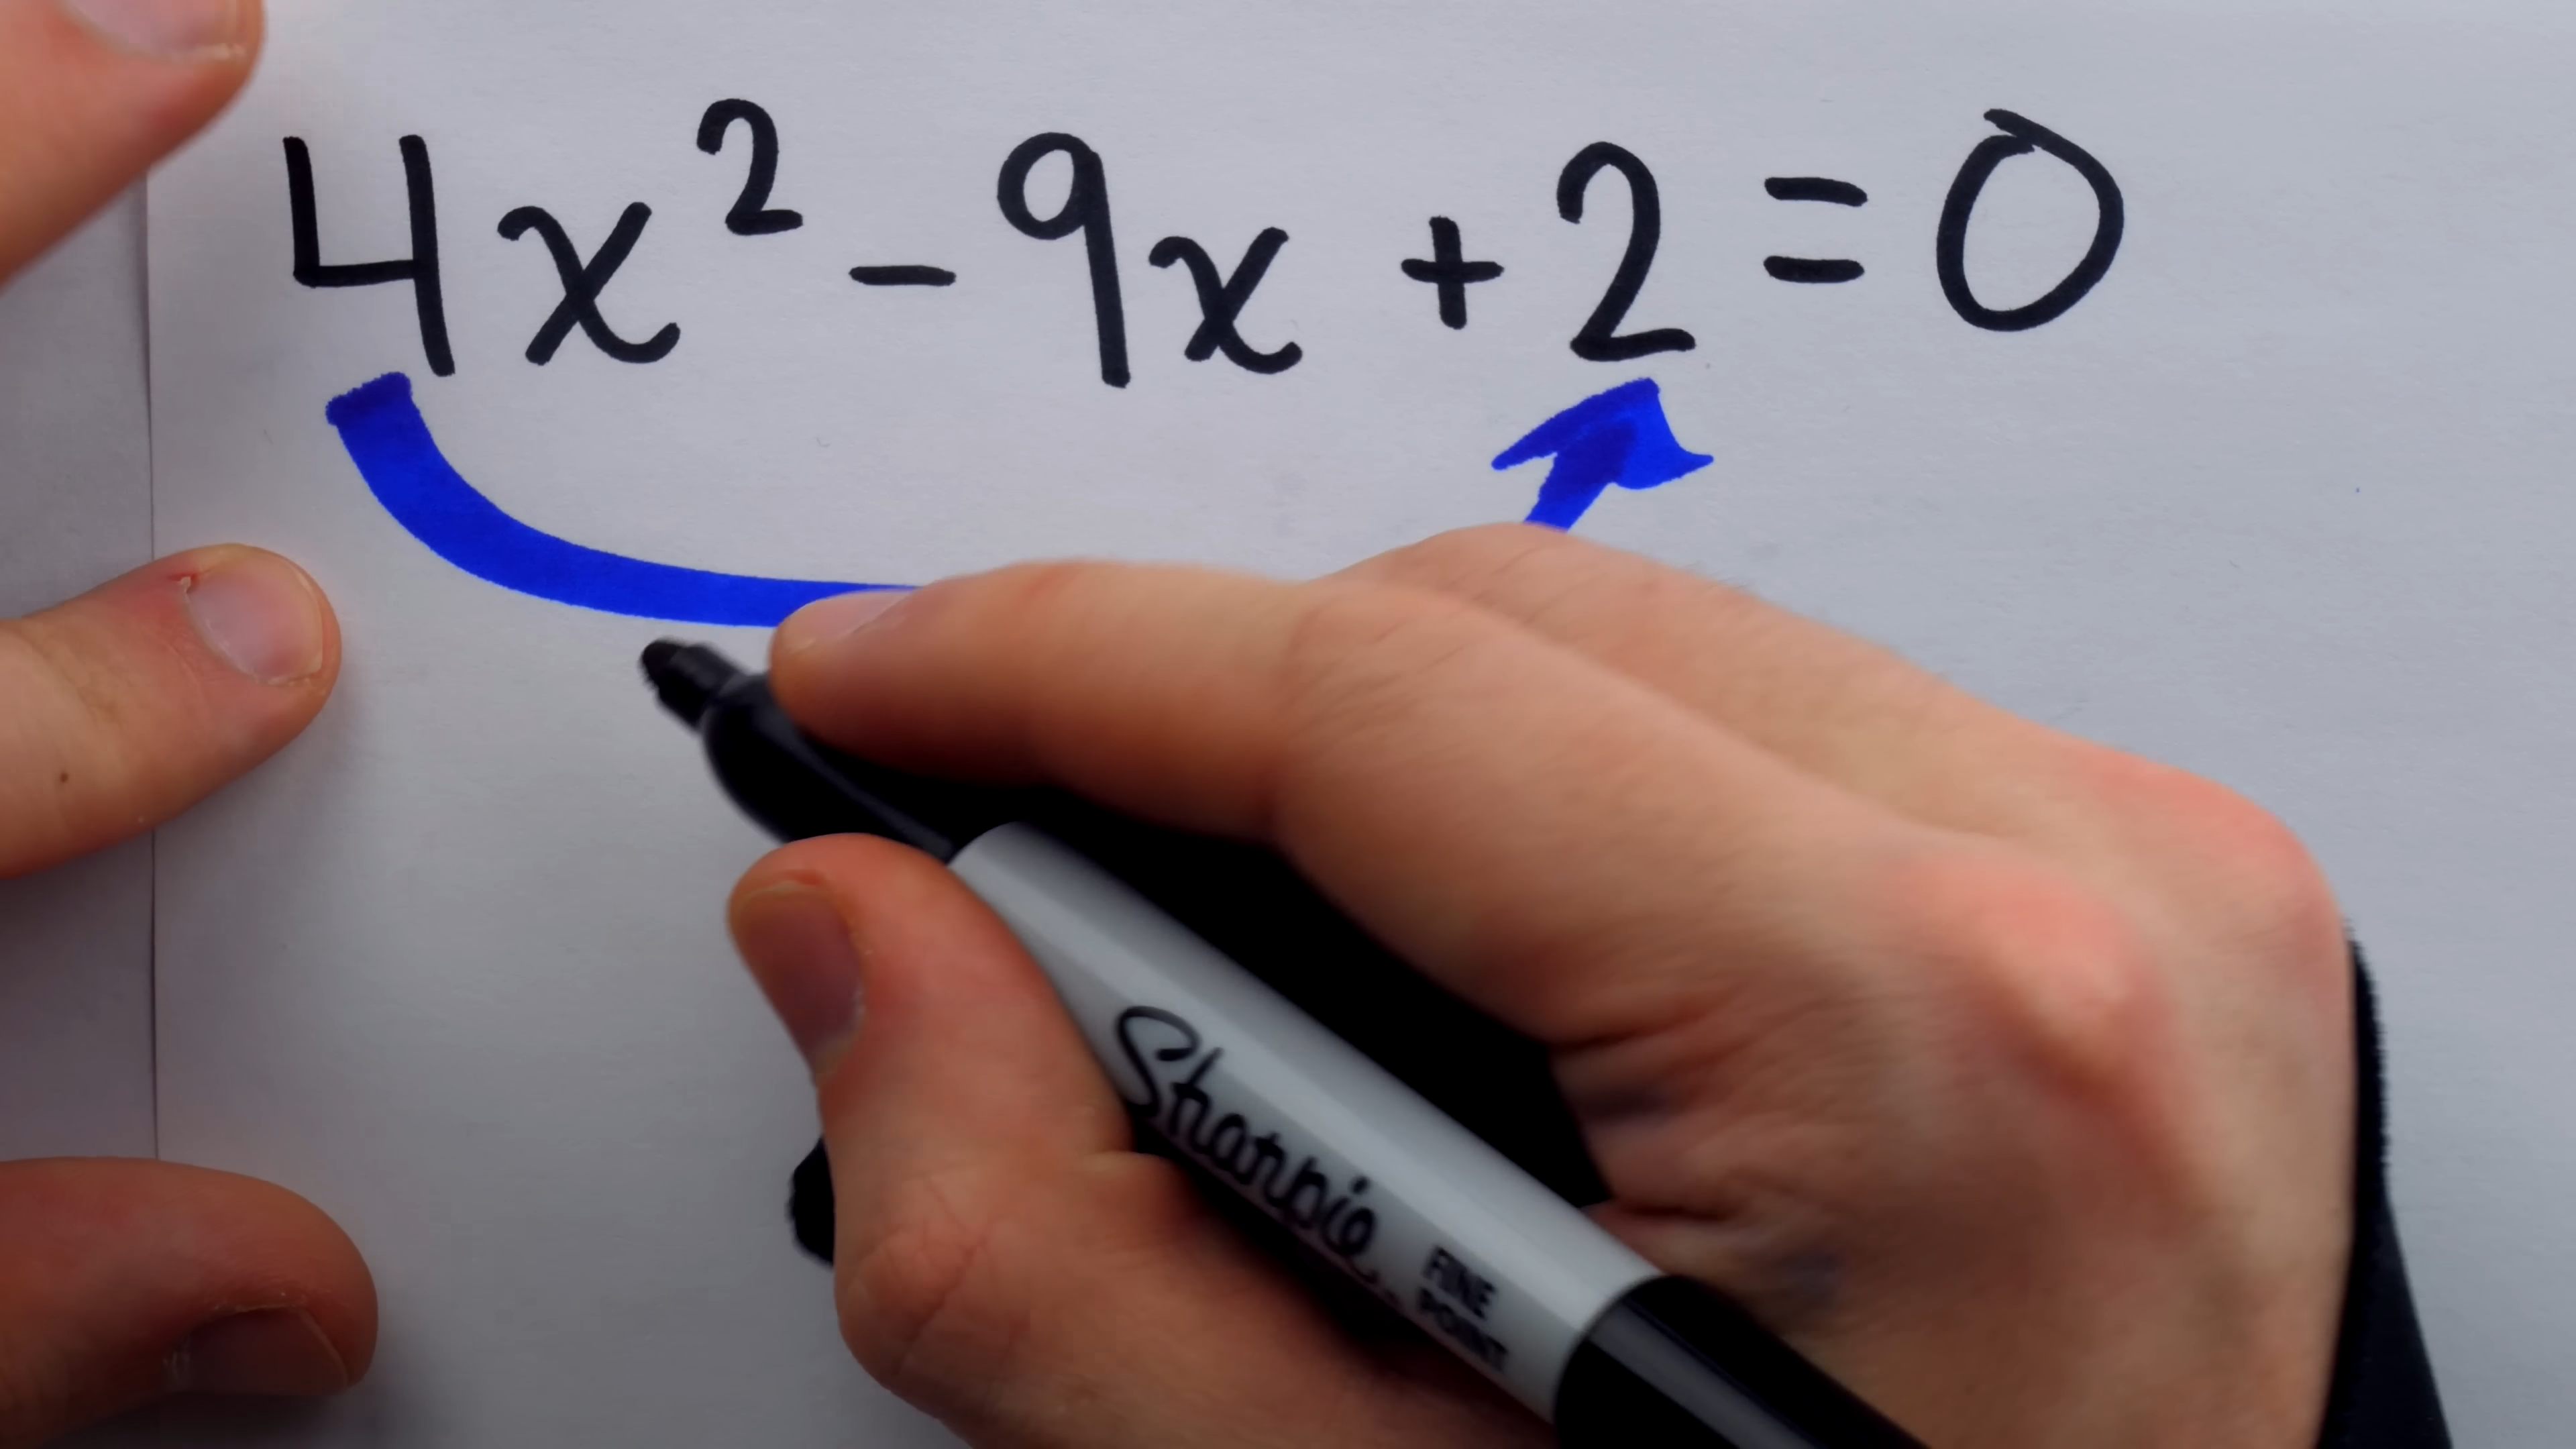 4x² - 9x + 2 = 0
Sharpie
FINE
POINT